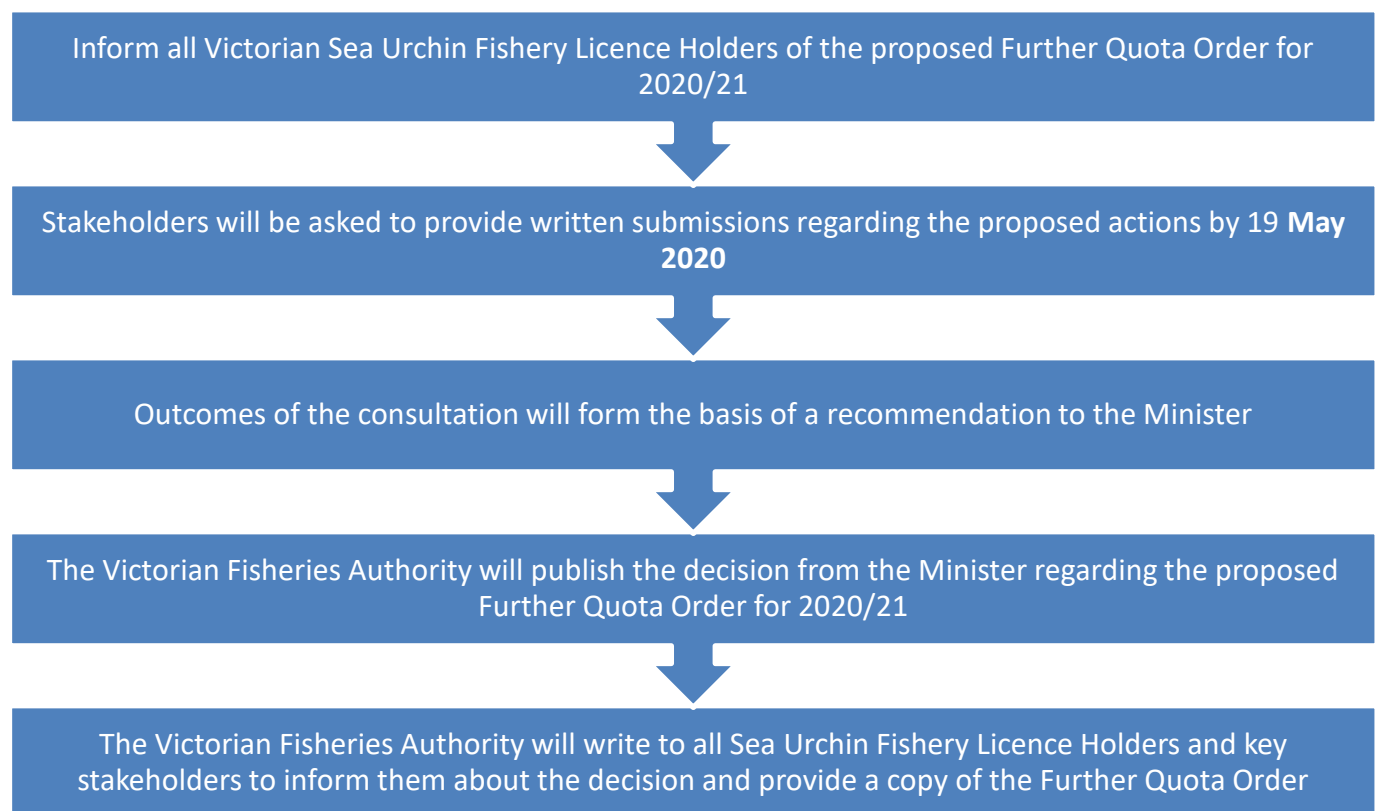 Inform all Victorian Sea Urchin Fishery Licence Holders of the proposed Further Quota Order for
2020/21
Stakeholders will be asked to provide written submissions regarding the proposed actions by 19 May
2020
Outcomes of the consultation will form the basis of a recommendation to the Minister
The Victorian Fisheries Authority will publish the decision from the Minister regarding the proposed
Further Quota Order for 2020/21
The Victorian Fisheries Authority will write to all Sea Urchin Fishery Licence Holders and key
stakeholders to inform them about the decision and provide a copy of the Further Quota Order